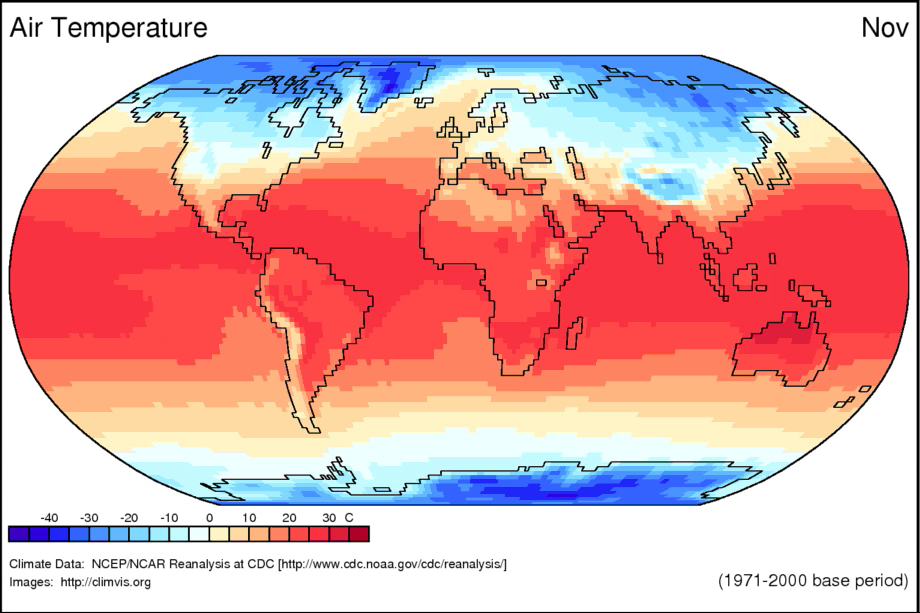 Air Temperature Nov
-40 -30 -20 -10 0 10 20 30 C
Climate Data: NCEP/NCAR Reanalysis at CDC [http://www.cdc.noaa.gov/cdc/reanalysis/]
Images: http://climvis.org (1971-2000 base period)